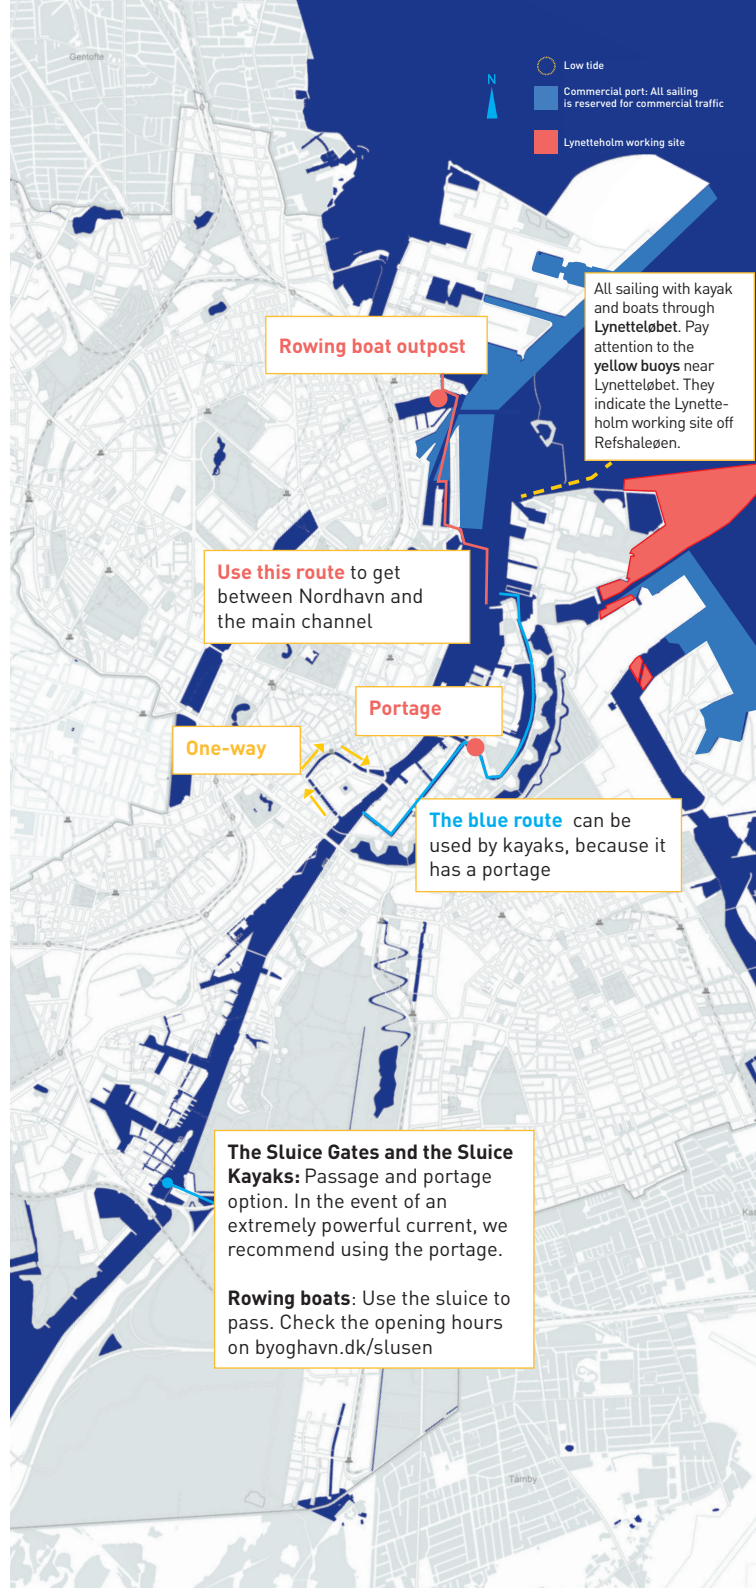 Gentofte
N
Low tide
Commercial port: All sailing
is reserved for commercial traffic
Lynetteholm working site
All sailing with kayak
and boats through
Lynetteløbet. Pay
attention to the
yellow buoys near
Lynetteløbet. They
indicate the Lynette-
holm working site off
Refshaleøen.
Rowing boat outpost
Use this route to get
between Nordhavn and
the main channel
Portage
One-way
The blue route can be
used by kayaks, because it
has a portage
The Sluice Gates and the Sluice
Kayaks: Passage and portage
option. In the event of an
extremely powerful current, we
recommend using the portage.
Rowing boats: Use the sluice to
pass. Check the opening hours
on byoghavn.dk/slusen
Kas
Tårnby